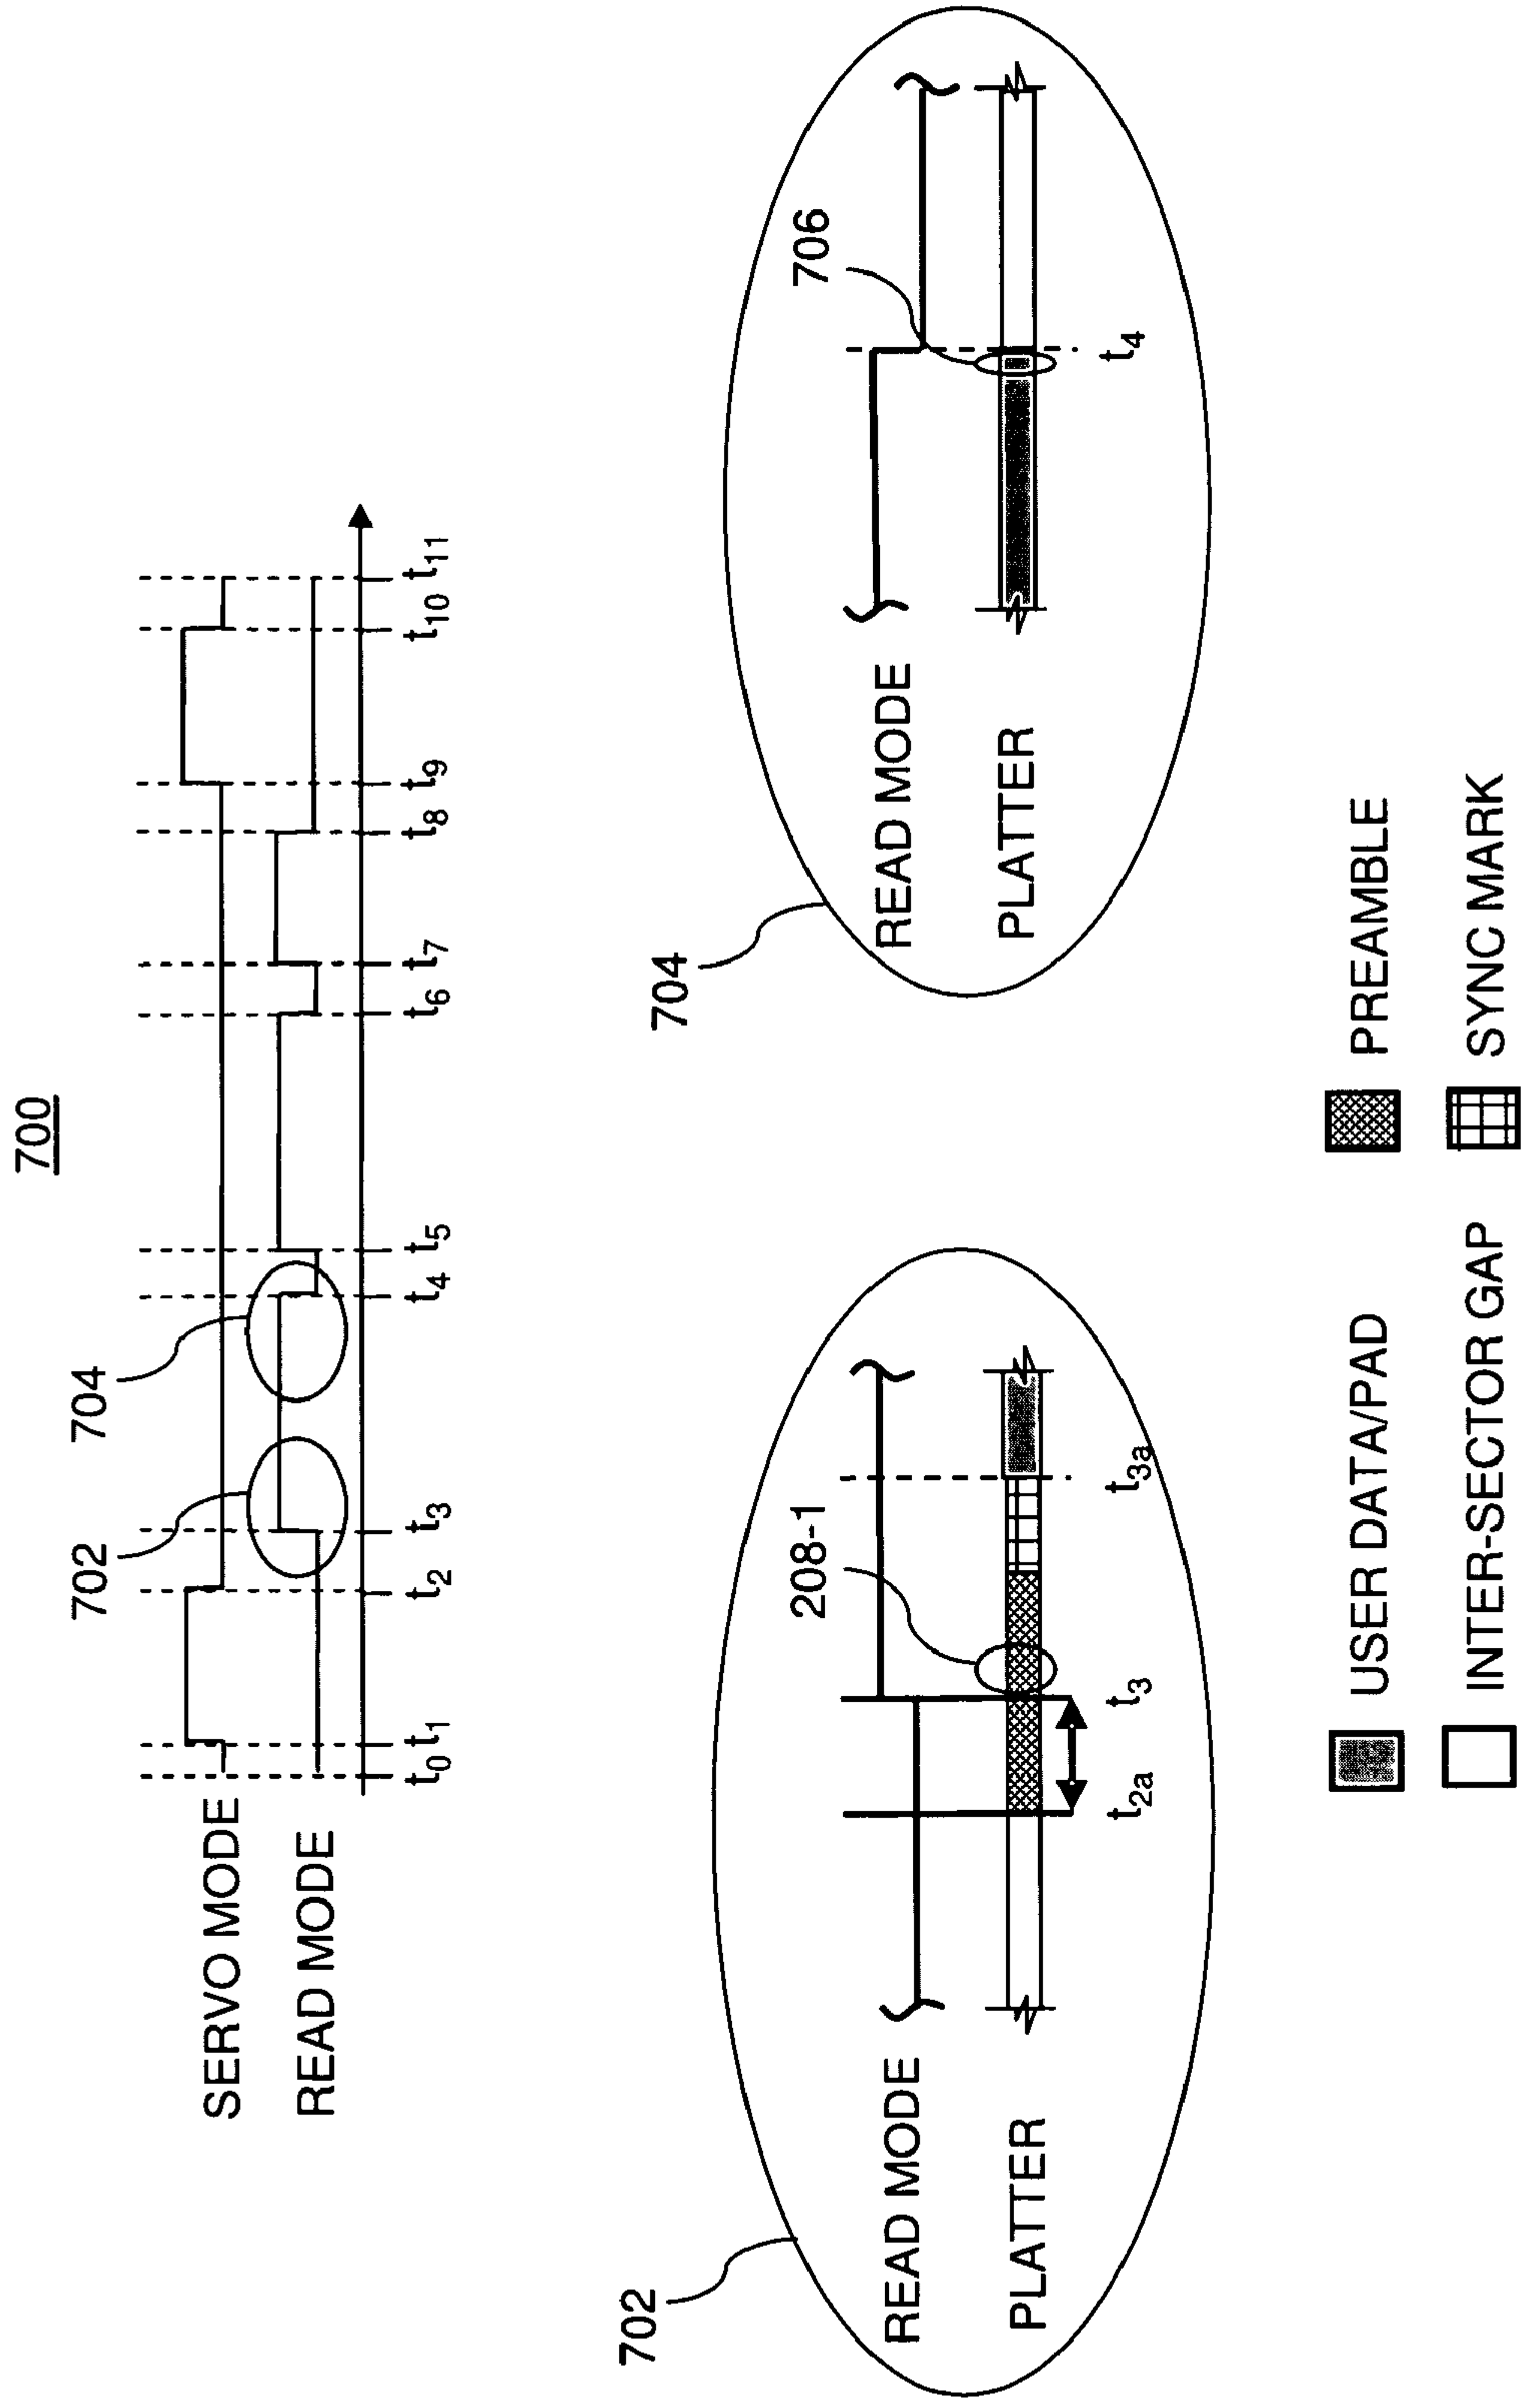 700
702
704
SERVO MODE
READ MODE
t0 t1 t2 t3 t4 t5 t6 t7 t8 t9 t10 t11
702
208-1
READ MODE
PLATTER
t2a t3 t3a
704
706
READ MODE
PLATTER
t4
USER DATA/PAD
PREAMBLE
INTER-SECTOR GAP
SYNC MARK